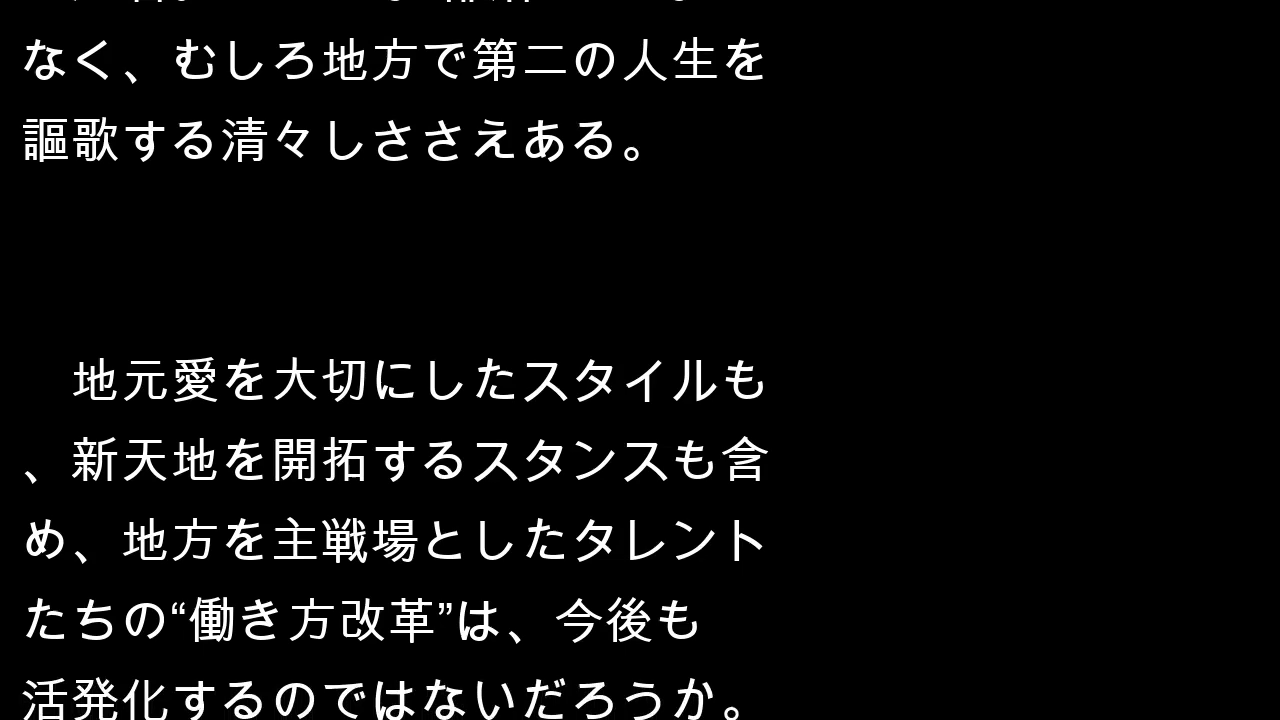 なく、むしろ地方で第二の人生を
謳歌する清々しささえある。
　地元愛を大切にしたスタイルも
、新天地を開拓するスタンスも含
め、地方を主戦場としたタレント
たちの“働き方改革”は、今後も
活発化するのではないだろうか。